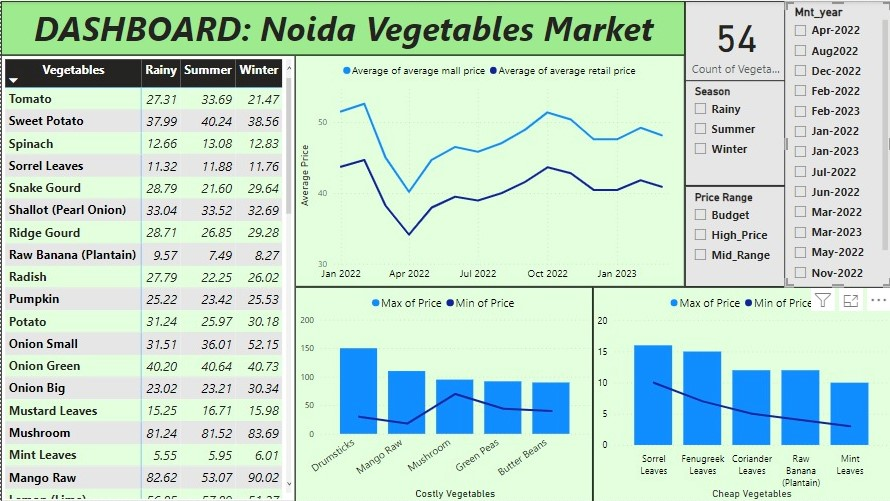 DASHBOARD: Noida Vegetables Market
Vegetables Rainy Summer Winter
Tomato 27.31 33.69 21.47
Sweet Potato 37.99 40.24 38.56
Spinach 12.66 13.08 12.83
Sorrel Leaves 11.32 11.88 11.76
Snake Gourd 28.79 21.60 29.64
Shallot (Pearl Onion) 33.04 33.52 32.69
Ridge Gourd 28.71 26.85 29.28
Raw Banana (Plantain) 9.57 7.49 8.27
Radish 27.79 22.25 26.02
Pumpkin 25.22 23.42 25.53
Potato 31.24 25.97 30.18
Onion Small 31.51 36.01 52.15
Onion Green 40.20 40.64 40.73
Onion Big 23.02 23.21 30.34
Mustard Leaves 15.25 16.71 15.98
Mushroom 81.24 81.52 83.69
Mint Leaves 5.55 5.95 6.01
Mango Raw 82.62 53.07 90.02
Average of average mall price Average of average retail price
Average Price
50
40
30
Jan 2022 Apr 2022 Jul 2022 Oct 2022 Jan 2023
54
Count of Vegeta...
Season
Rainy
Summer
Winter
Price Range
Budget
High_Price
Mid_Range
Mnt_year
Apr-2022
Aug2022
Dec-2022
Feb-2022
Feb-2023
Jan-2022
Jan-2023
Jul-2022
Jun-2022
Mar-2022
Mar-2023
May-2022
Nov-2022
Max of Price Min of Price
200
150
100
50
0
Drumsticks Mango Raw Mushroom Green Peas Butter Beans
Costly Vegetables
Max of Price Min of Price
20
15
10
5
0
Sorrel Fenugreek Coriander Raw Mint
Leaves Leaves Leaves Banana Leaves
(Plantain)
Cheap Vegetables